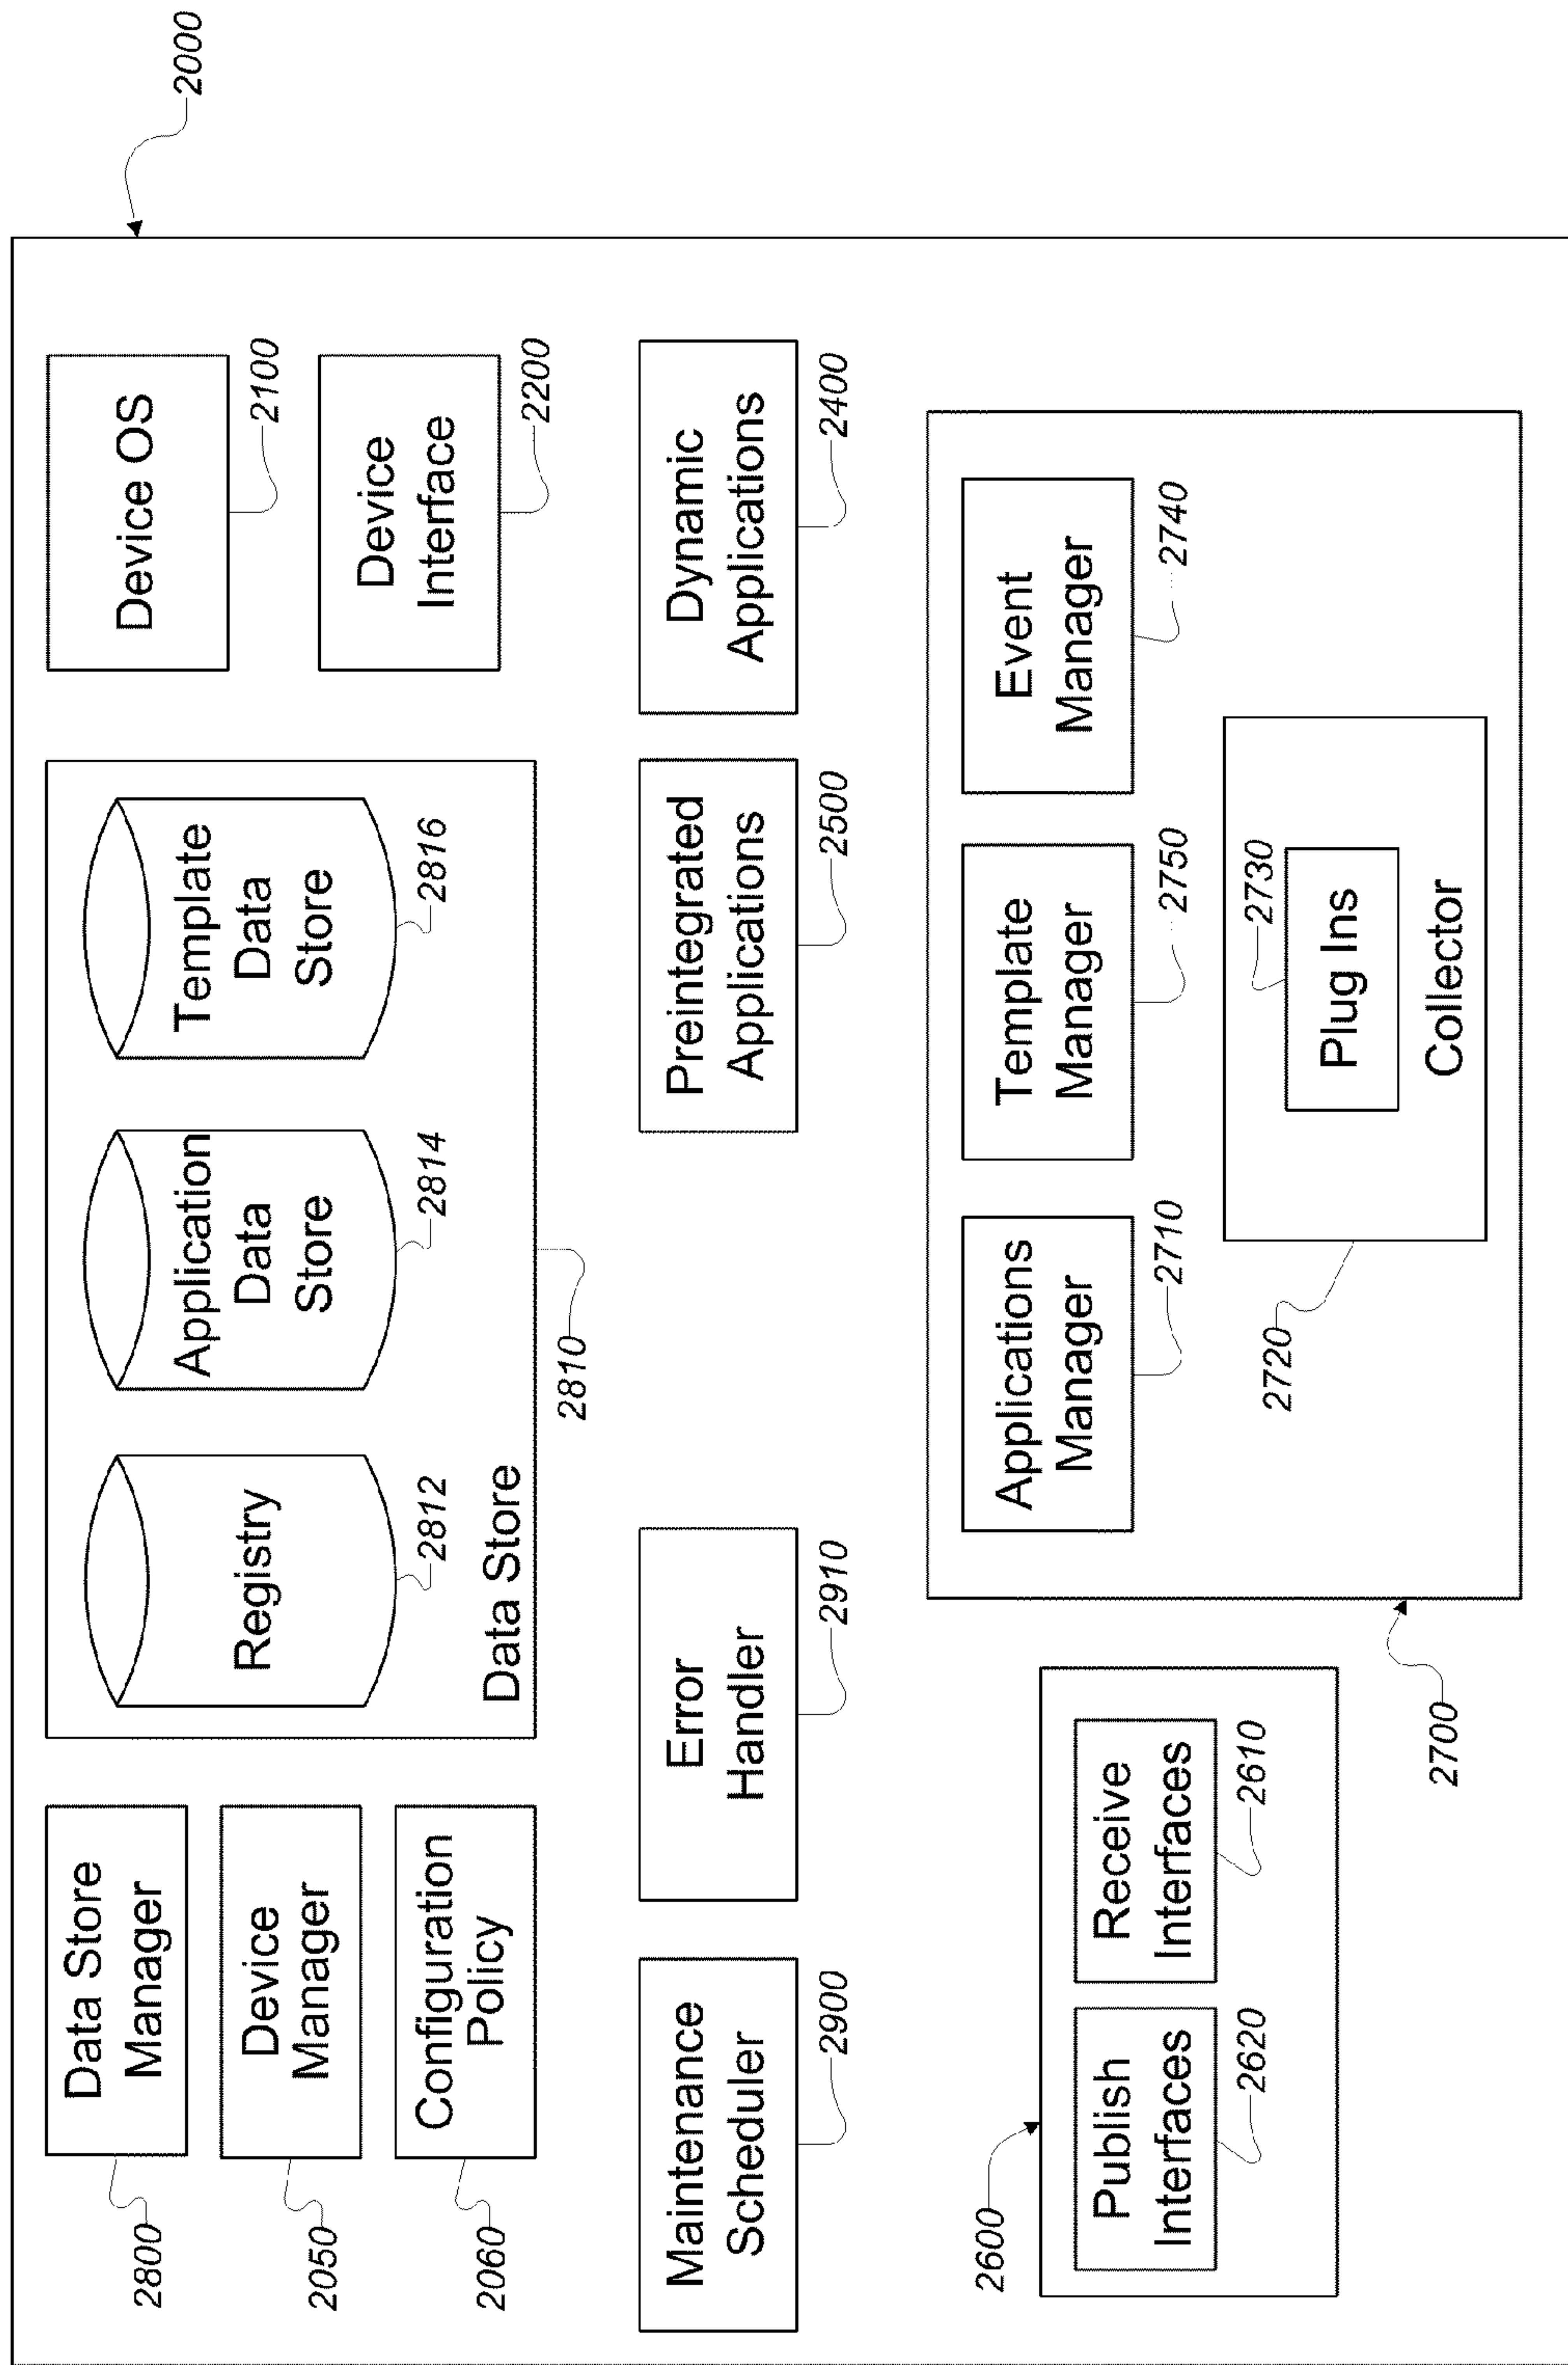 2000
Data Store
Manager
2800
Device
Manager
2050
Configuration
Policy
2060
Registry
2812
Application
Data
Store
2814
Template
Data
Store
2816
Data Store
2810
Device OS
2100
Device
Interface
2200
Maintenance
Scheduler
2900
Error
Handler
2910
Preintegrated
Applications
2500
Dynamic
Applications
2400
2600
Publish
Interfaces
2620
Receive
Interfaces
2610
2700
Applications
Manager
2710
Template
Manager
2750
Event
Manager
2740
2720
2730
Plug Ins
Collector